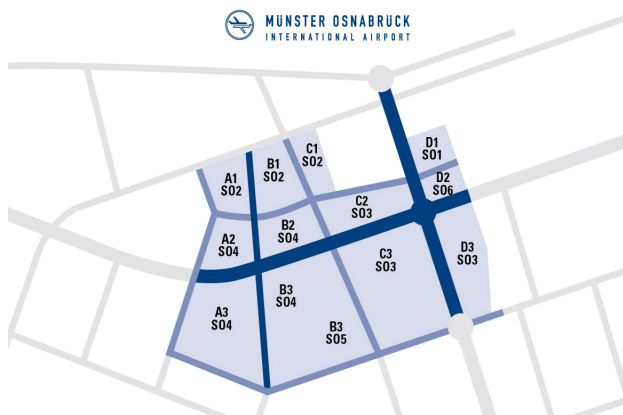 MÜNSTER OSNABRÜCK
INTERNATIONAL AIRPORT
A1
S02
B1
S02
C1
S02
D1
S01
D2
S06
C2
S03
A2
S04
B2
S04
C3
S03
D3
S03
A3
S04
B3
S04
B3
S05